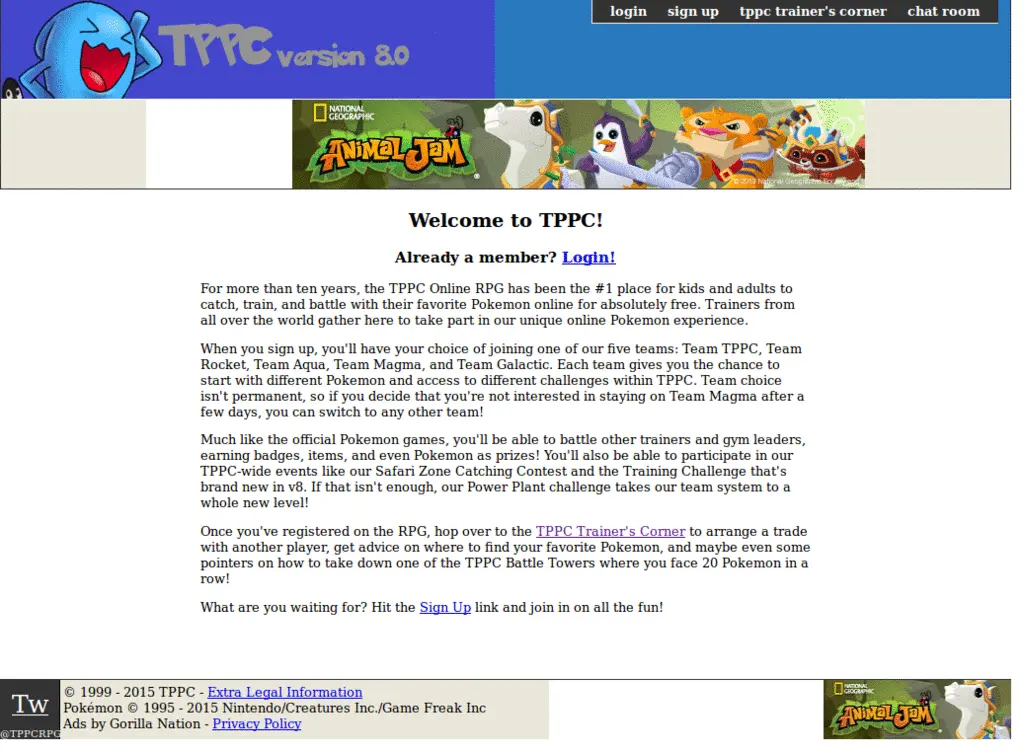 login sign up tppc trainer's corner chat room
TPPC version 8.0
NATIONAL
GEOGRAPHIC
ANIMAL JAM
Welcome to TPPC!
Already a member? Login!
For more than ten years, the TPPC Online RPG has been the #1 place for kids and adults to
catch, train, and battle with their favorite Pokemon online for absolutely free. Trainers from
all over the world gather here to take part in our unique online Pokemon experience.
When you sign up, you'll have your choice of joining one of our five teams: Team TPPC, Team
Rocket, Team Aqua, Team Magma, and Team Galactic. Each team gives you the chance to
start with different Pokemon and access to different challenges within TPPC. Team choice
isn't permanent, so if you decide that you're not interested in staying on Team Magma after a
few days, you can switch to any other team!
Much like the official Pokemon games, you'll be able to battle other trainers and gym leaders,
earning badges, items, and even Pokemon as prizes! You'll also be able to participate in our
TPPC-wide events like our Safari Zone Catching Contest and the Training Challenge that's
brand new in v8. If that isn't enough, our Power Plant challenge takes our team system to a
whole new level!
Once you've registered on the RPG, hop over to the TPPC Trainer's Corner to arrange a trade
with another player, get advice on where to find your favorite Pokemon, and maybe even some
pointers on how to take down one of the TPPC Battle Towers where you face 20 Pokemon in a
row!
What are you waiting for? Hit the Sign Up link and join in on all the fun!
Tw
@TPPCRPG
© 1999 - 2015 TPPC - Extra Legal Information
Pokémon © 1995 - 2015 Nintendo/Creatures Inc./Game Freak Inc
Ads by Gorilla Nation - Privacy Policy
NATIONAL
GEOGRAPHIC
ANIMAL JAM